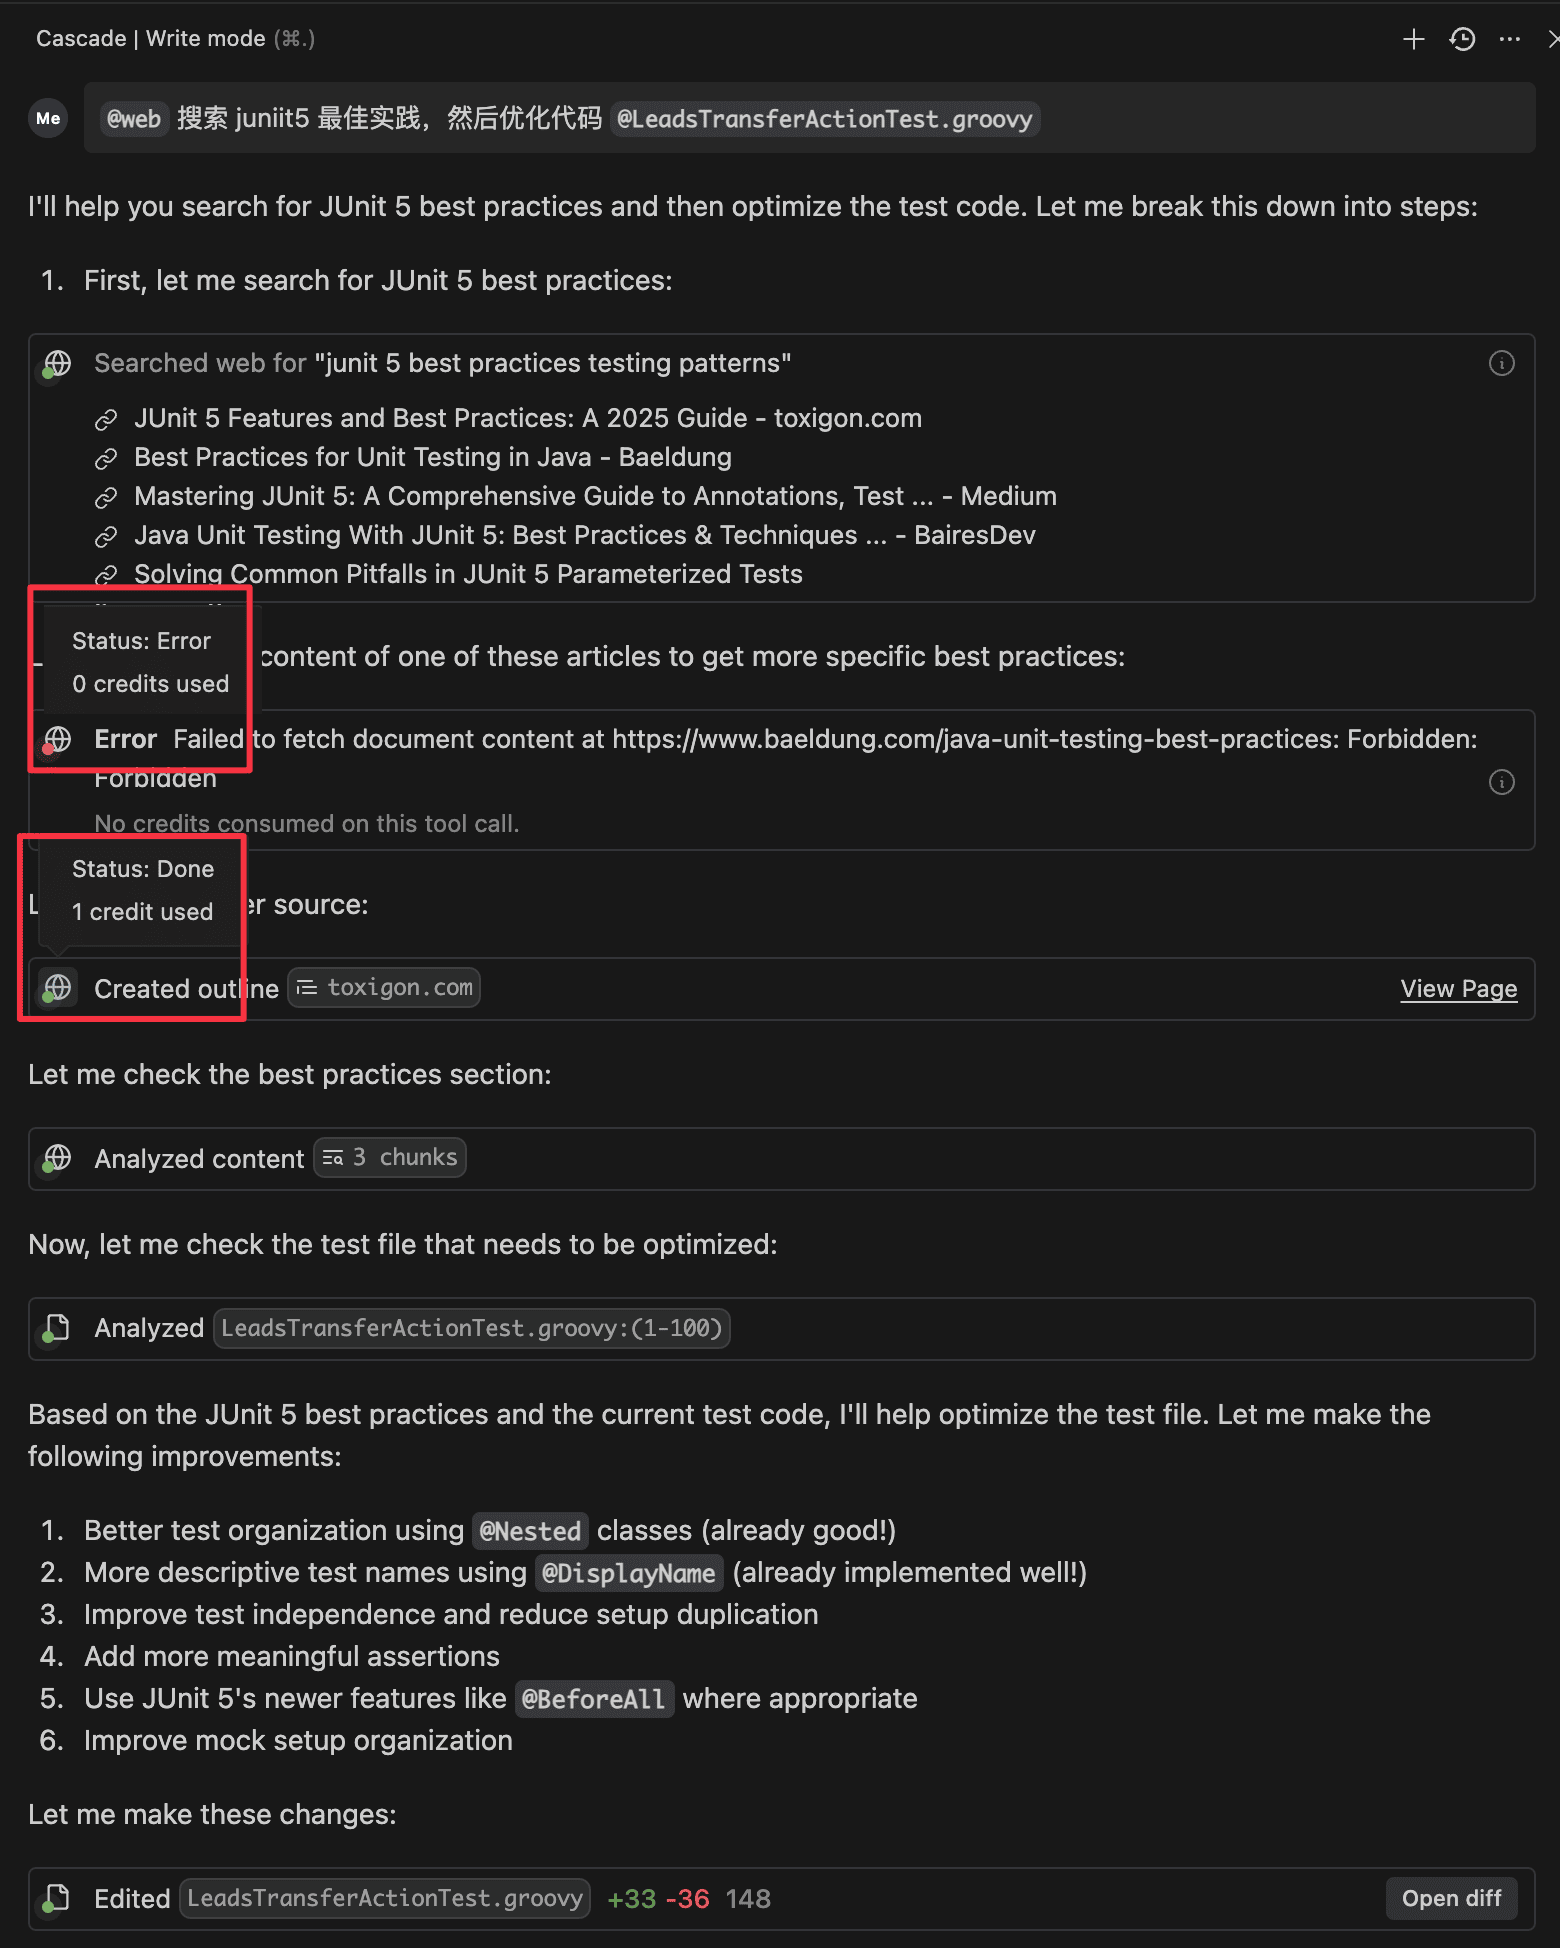 Cascade | Write mode (⌘.)
Me
@web 搜索 juniit5 最佳实践，然后优化代码 @LeadsTransferActionTest.groovy
I'll help you search for JUnit 5 best practices and then optimize the test code. Let me break this down into steps:
1. First, let me search for JUnit 5 best practices:
Searched web for "junit 5 best practices testing patterns"
JUnit 5 Features and Best Practices: A 2025 Guide - toxigon.com
Best Practices for Unit Testing in Java - Baeldung
Mastering JUnit 5: A Comprehensive Guide to Annotations, Test ... - Medium
Java Unit Testing With JUnit 5: Best Practices & Techniques ... - BairesDev
Solving Common Pitfalls in JUnit 5 Parameterized Tests
Status: Error
0 credits used
content of one of these articles to get more specific best practices:
Error Failed to fetch document content at https://www.baeldung.com/java-unit-testing-best-practices: Forbidden:
Forbidden
No credits consumed on this tool call.
Status: Done
1 credit used
source:
Created outline toxigon.com
View Page
Let me check the best practices section:
Analyzed content 3 chunks
Now, let me check the test file that needs to be optimized:
Analyzed LeadsTransferActionTest.groovy:(1-100)
Based on the JUnit 5 best practices and the current test code, I'll help optimize the test file. Let me make the
following improvements:
1. Better test organization using @Nested classes (already good!)
2. More descriptive test names using @DisplayName (already implemented well!)
3. Improve test independence and reduce setup duplication
4. Add more meaningful assertions
5. Use JUnit 5's newer features like @BeforeAll where appropriate
6. Improve mock setup organization
Let me make these changes:
Edited LeadsTransferActionTest.groovy +33 -36 148
Open diff